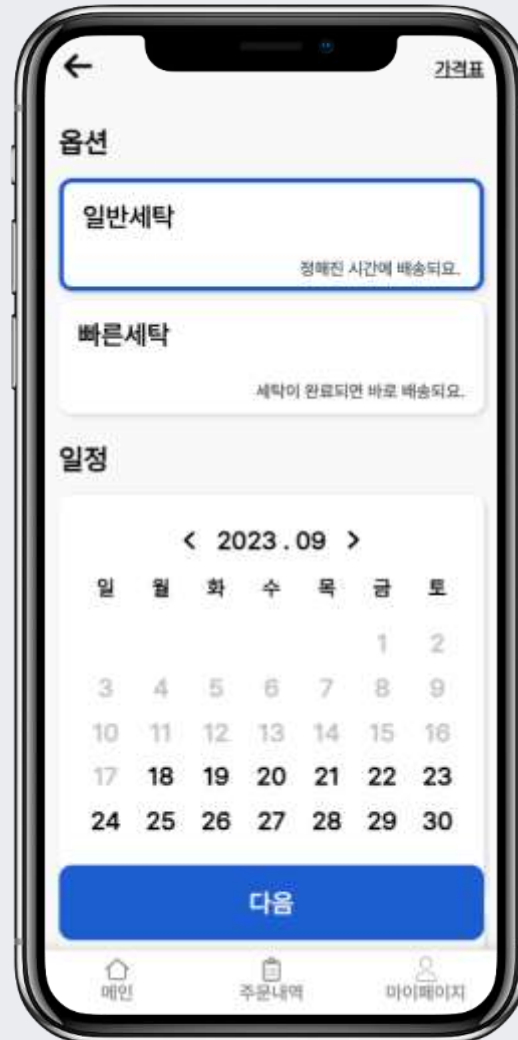 가격표
옵션
일반세탁
정해진 시간에 배송되요.
빠른세탁
세탁이 완료되면 바로 배송되요.
일정
< 2023 . 09 >
일 월 화 수 목 금 토
1 2
3 4 5 6 7 8 9
10 11 12 13 14 15 16
17 18 19 20 21 22 23
24 25 26 27 28 29 30
다음
메인 주문내역 마이페이지